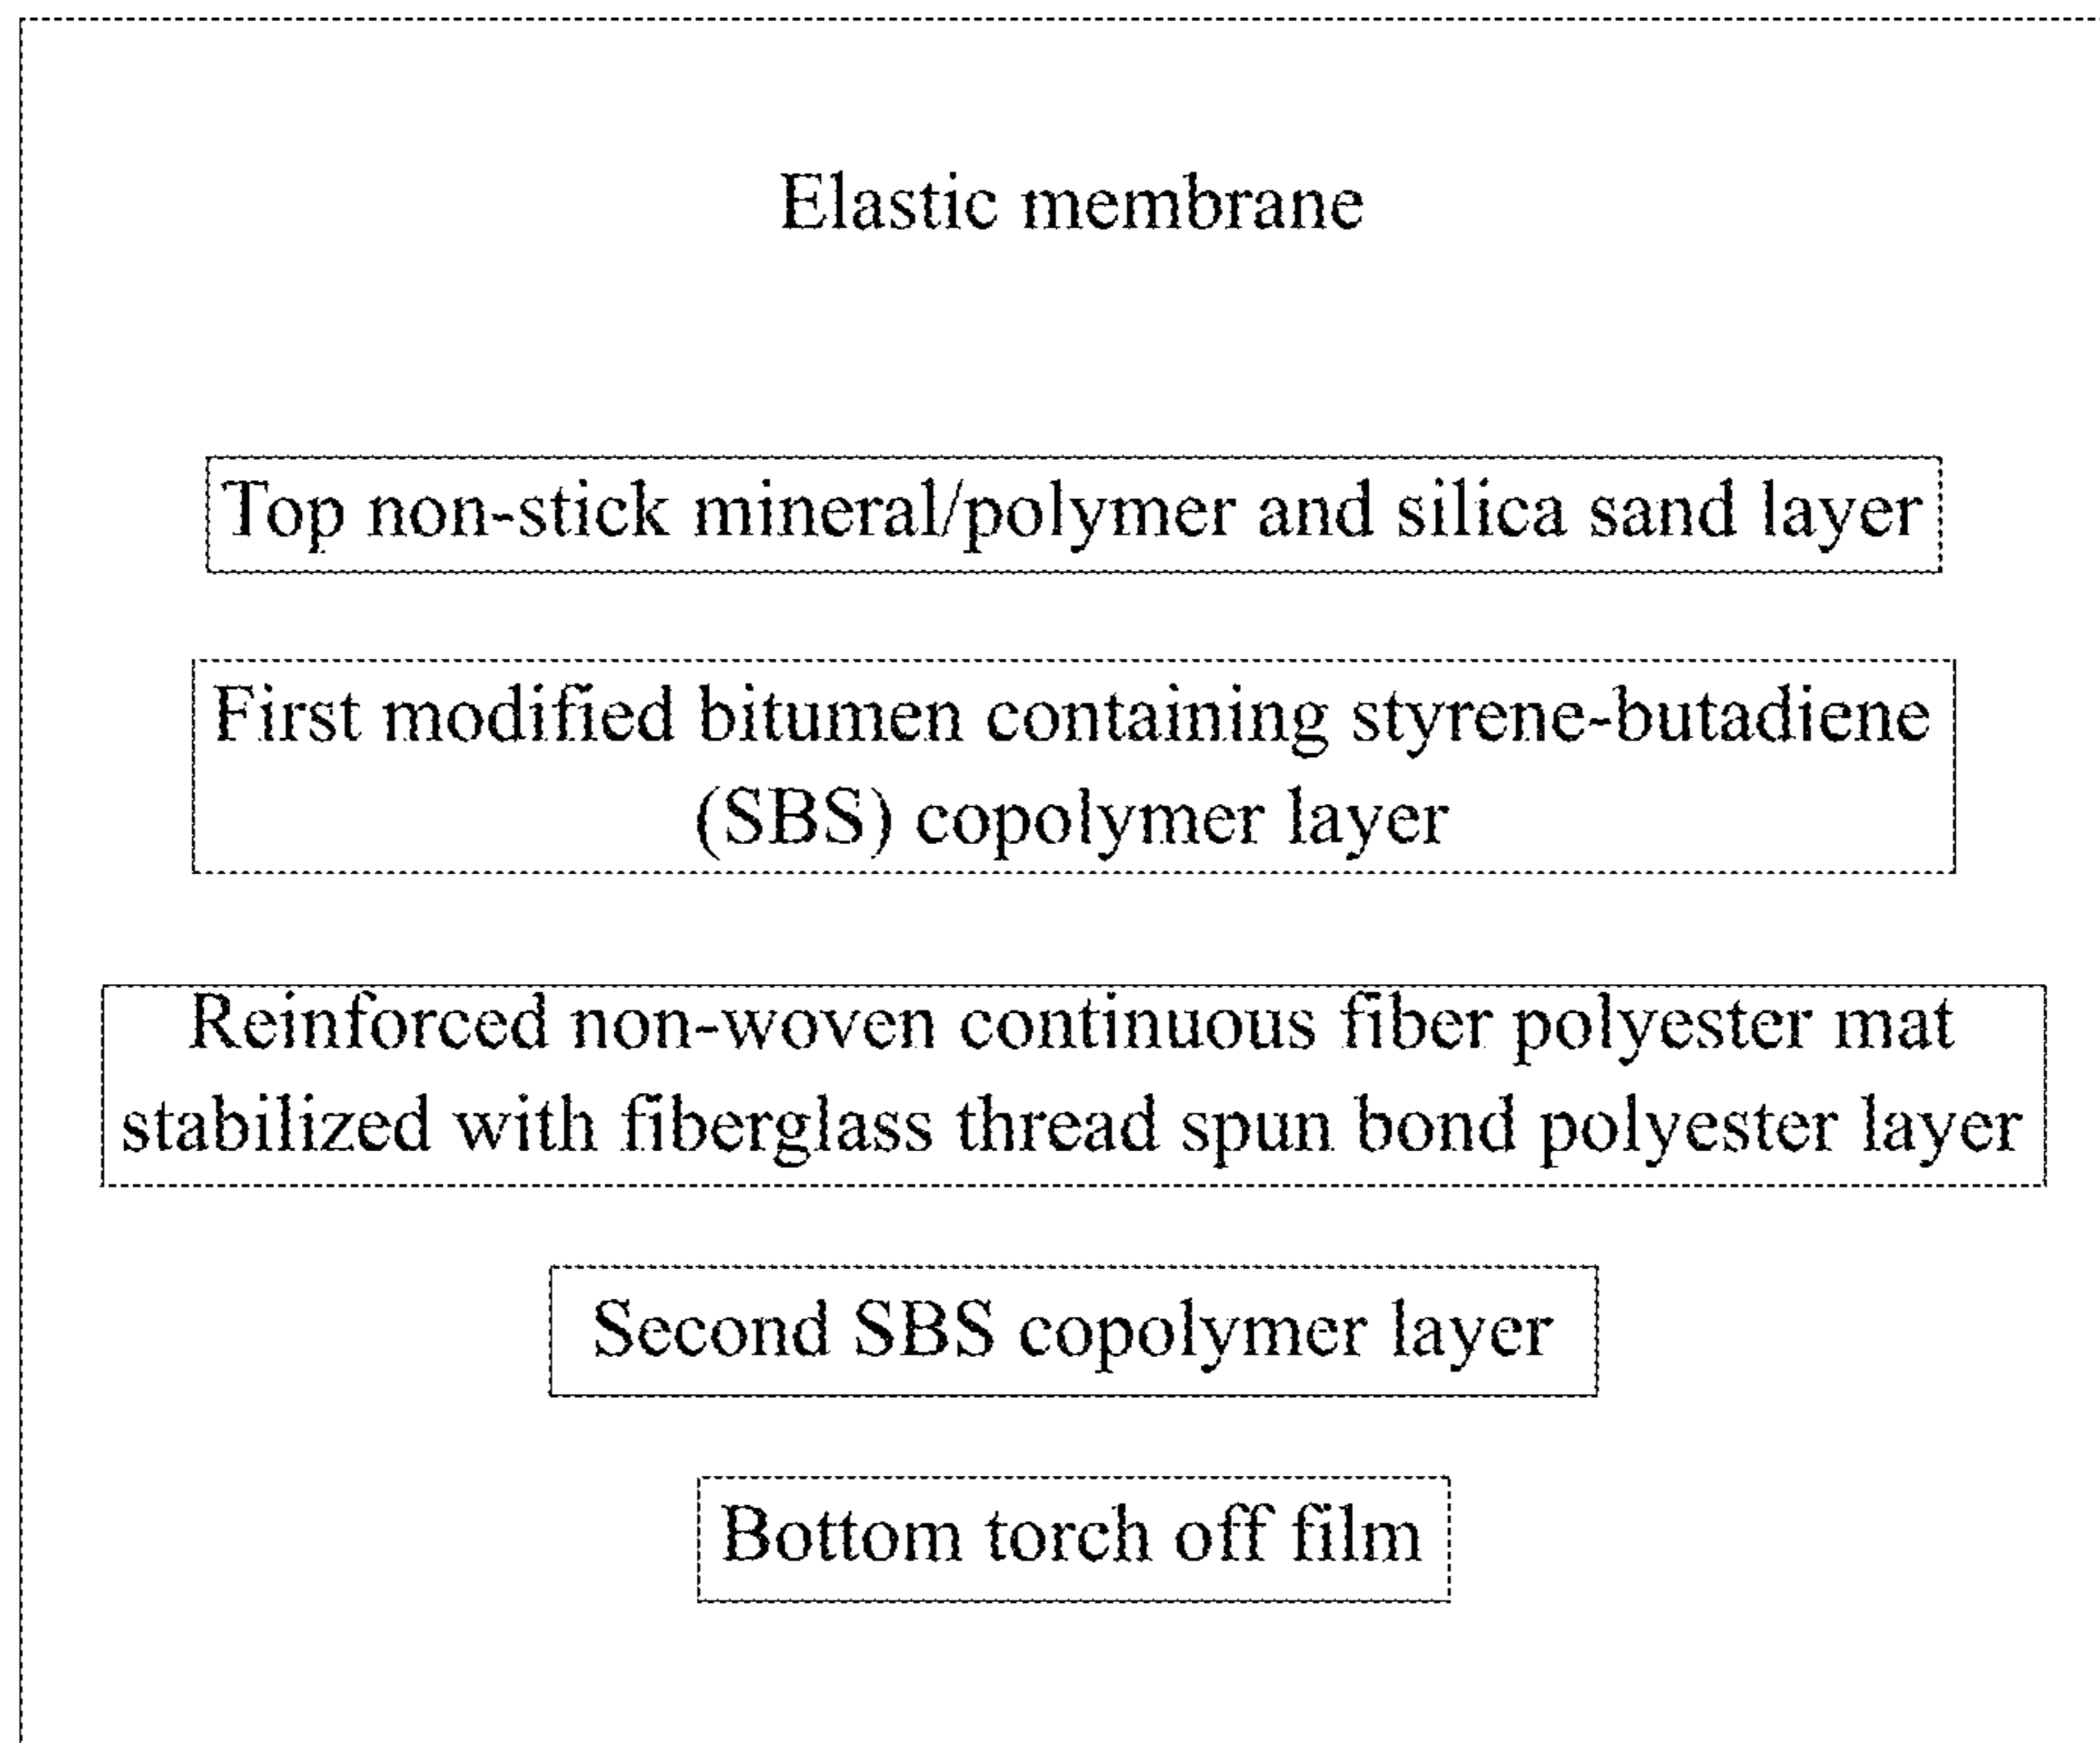 Elastic membrane
Top non-stick mineral/polymer and silica sand layer
First modified bitumen containing styrene-butadiene
(SBS) copolymer layer
Reinforced non-woven continuous fiber polyester mat
stabilized with fiberglass thread spun bond polyester layer
Second SBS copolymer layer
Bottom torch off film